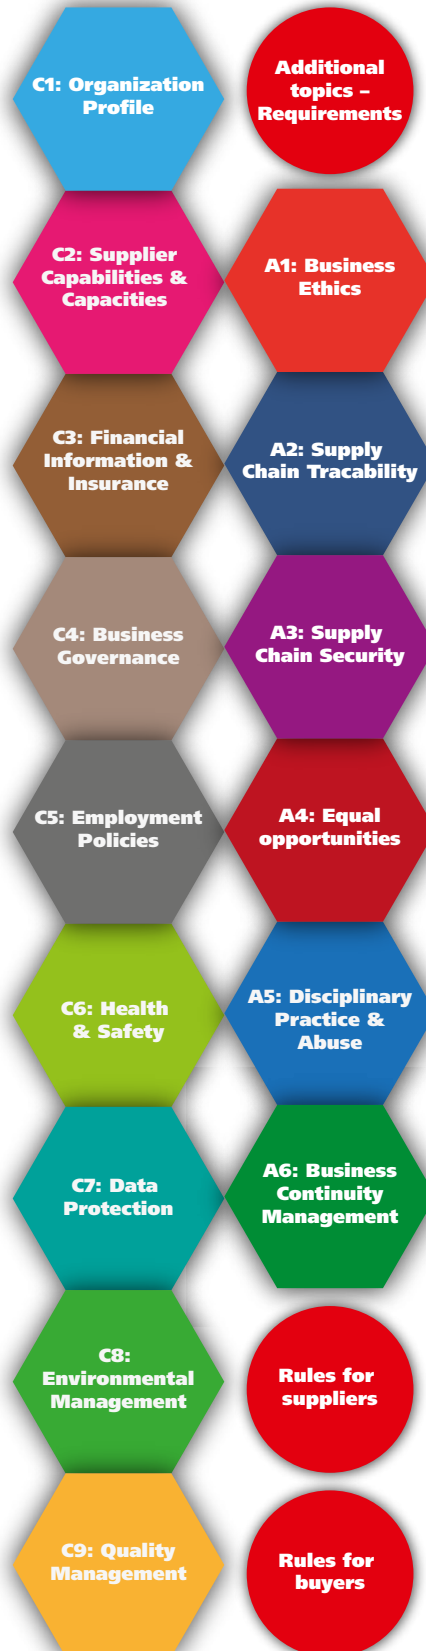 C1: Organization
Profile
C2: Supplier
Capabilities &
Capacities
C3: Financial
Information &
Insurance
C4: Business
Governance
C5: Employment
Policies
C6: Health
& Safety
C7: Data
Protection
C8:
Environmental
Management
C9: Quality
Management
Additional
topics –
Requirements
A1: Business
Ethics
A2: Supply
Chain Tracability
A3: Supply
Chain Security
A4: Equal
opportunities
A5: Disciplinary
Practice &
Abuse
A6: Business
Continuity
Management
Rules for
suppliers
Rules for
buyers